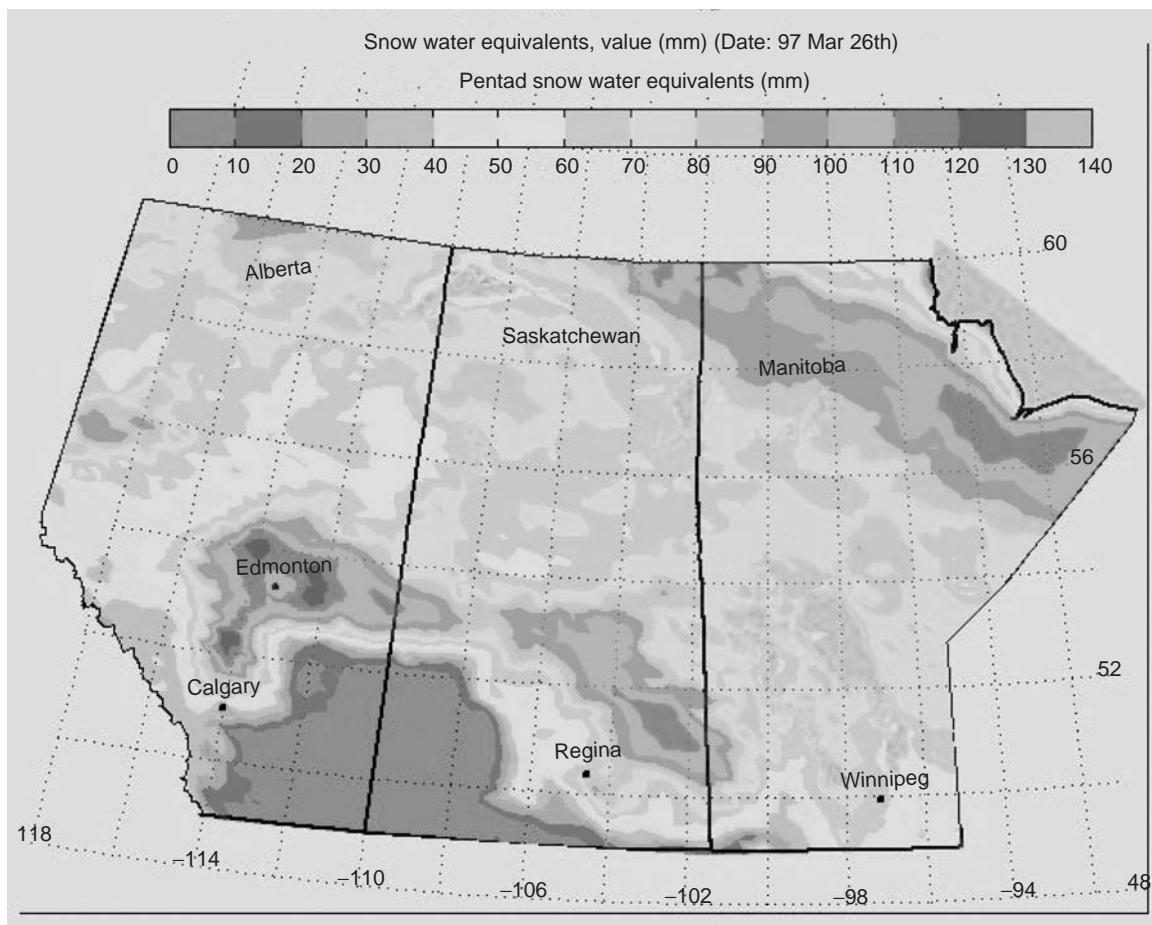 Snow water equivalents, value (mm) (Date: 97 Mar 26th)
Pentad snow water equivalents (mm)
0 10 20 30 40 50 60 70 80 90 100 110 120 130 140
60
Alberta
Saskatchewan
Manitoba
56
Edmonton
52
Calgary
Regina
Winnipeg
118
−114
−110
−106
−102
−98
−94
48